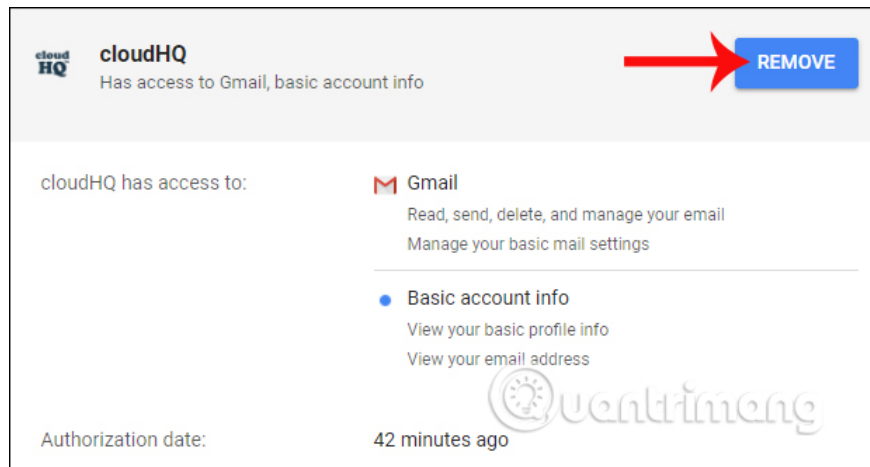 cloud
HQ
cloudHQ
Has access to Gmail, basic account info
REMOVE
cloudHQ has access to:
Gmail
Read, send, delete, and manage your email
Manage your basic mail settings
Basic account info
View your basic profile info
View your email address
Quantrimang
Authorization date:
42 minutes ago